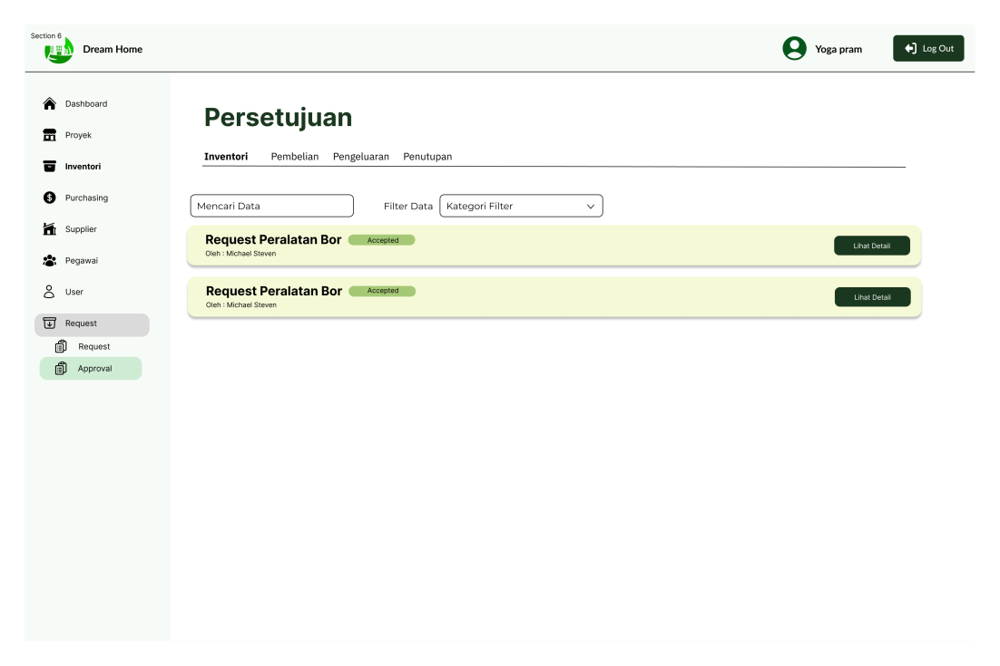 Section 6
Dream Home
Yoga pram
Log Out
Dashboard
Proyek
Inventori
Purchasing
Supplier
Pegawai
User
Request
Request
Approval
Persetujuan
Inventori Pembelian Pengeluaran Penutupan
Mencari Data Filter Data Kategori Filter
Request Peralatan Bor Accepted
Oleh : Michael Steven
Lihat Detail
Request Peralatan Bor Accepted
Oleh : Michael Steven
Lihat Detail